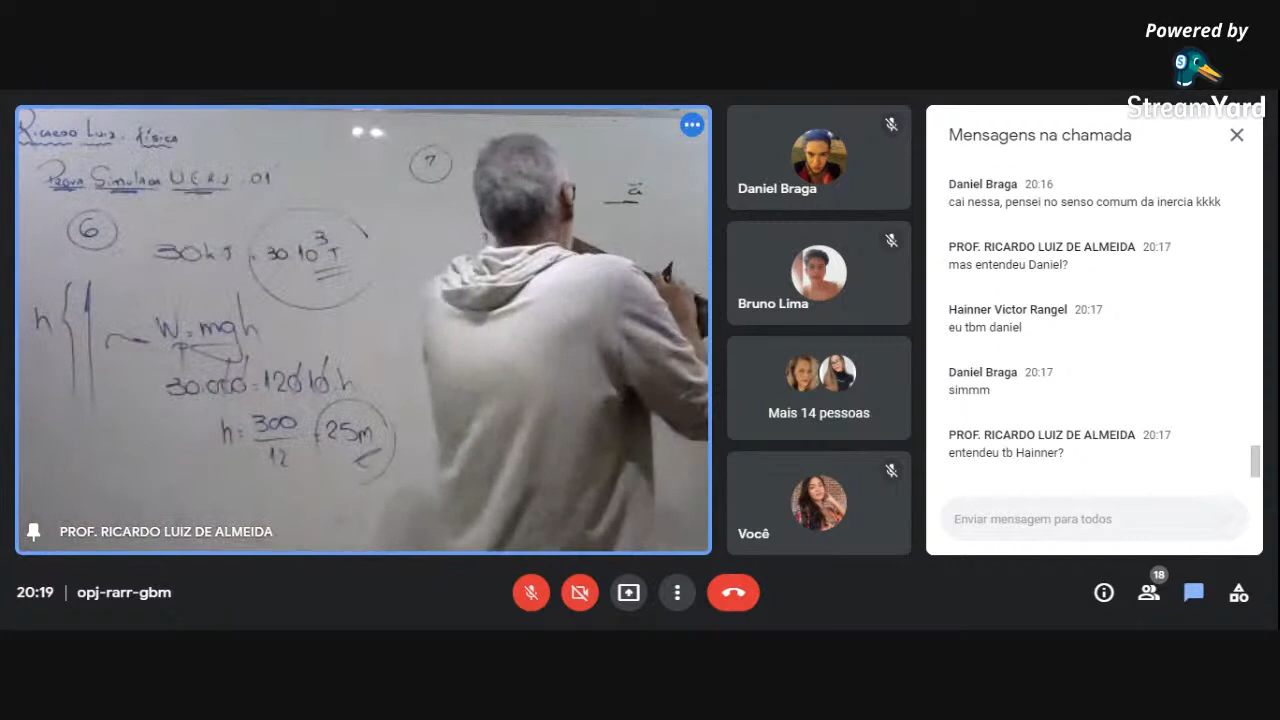 Powered by
StreamYard
Ricardo Luiz. Física
Prova Simulada U.E.R.J. 01
6
30kJ = 30.10³ J
h
W = mgh
30.000 = 120.10.h
h = 300
12
25m
7
a
PROF. RICARDO LUIZ DE ALMEIDA
Daniel Braga
Bruno Lima
Mais 14 pessoas
Você
Mensagens na chamada
Daniel Braga 20:16
cai nessa, pensei no senso comum da inercia kkkk
PROF. RICARDO LUIZ DE ALMEIDA 20:17
mas entendeu Daniel?
Hainner Victor Rangel 20:17
eu tbm daniel
Daniel Braga 20:17
simmm
PROF. RICARDO LUIZ DE ALMEIDA 20:17
entendeu tb Hainner?
Enviar mensagem para todos
20:19 | opj-rarr-gbm
18